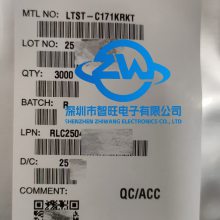 MTL NO: LTST-C171KRKT
LOT NO: 25
QTY: 3000
深圳市智旺电子有限公司
SHENZHEN ZHIWANG ELECTRONICS CO., LTD
BATCH: R
LPN: RLC250
D/C: 25
COMMENT:
QC/ACC